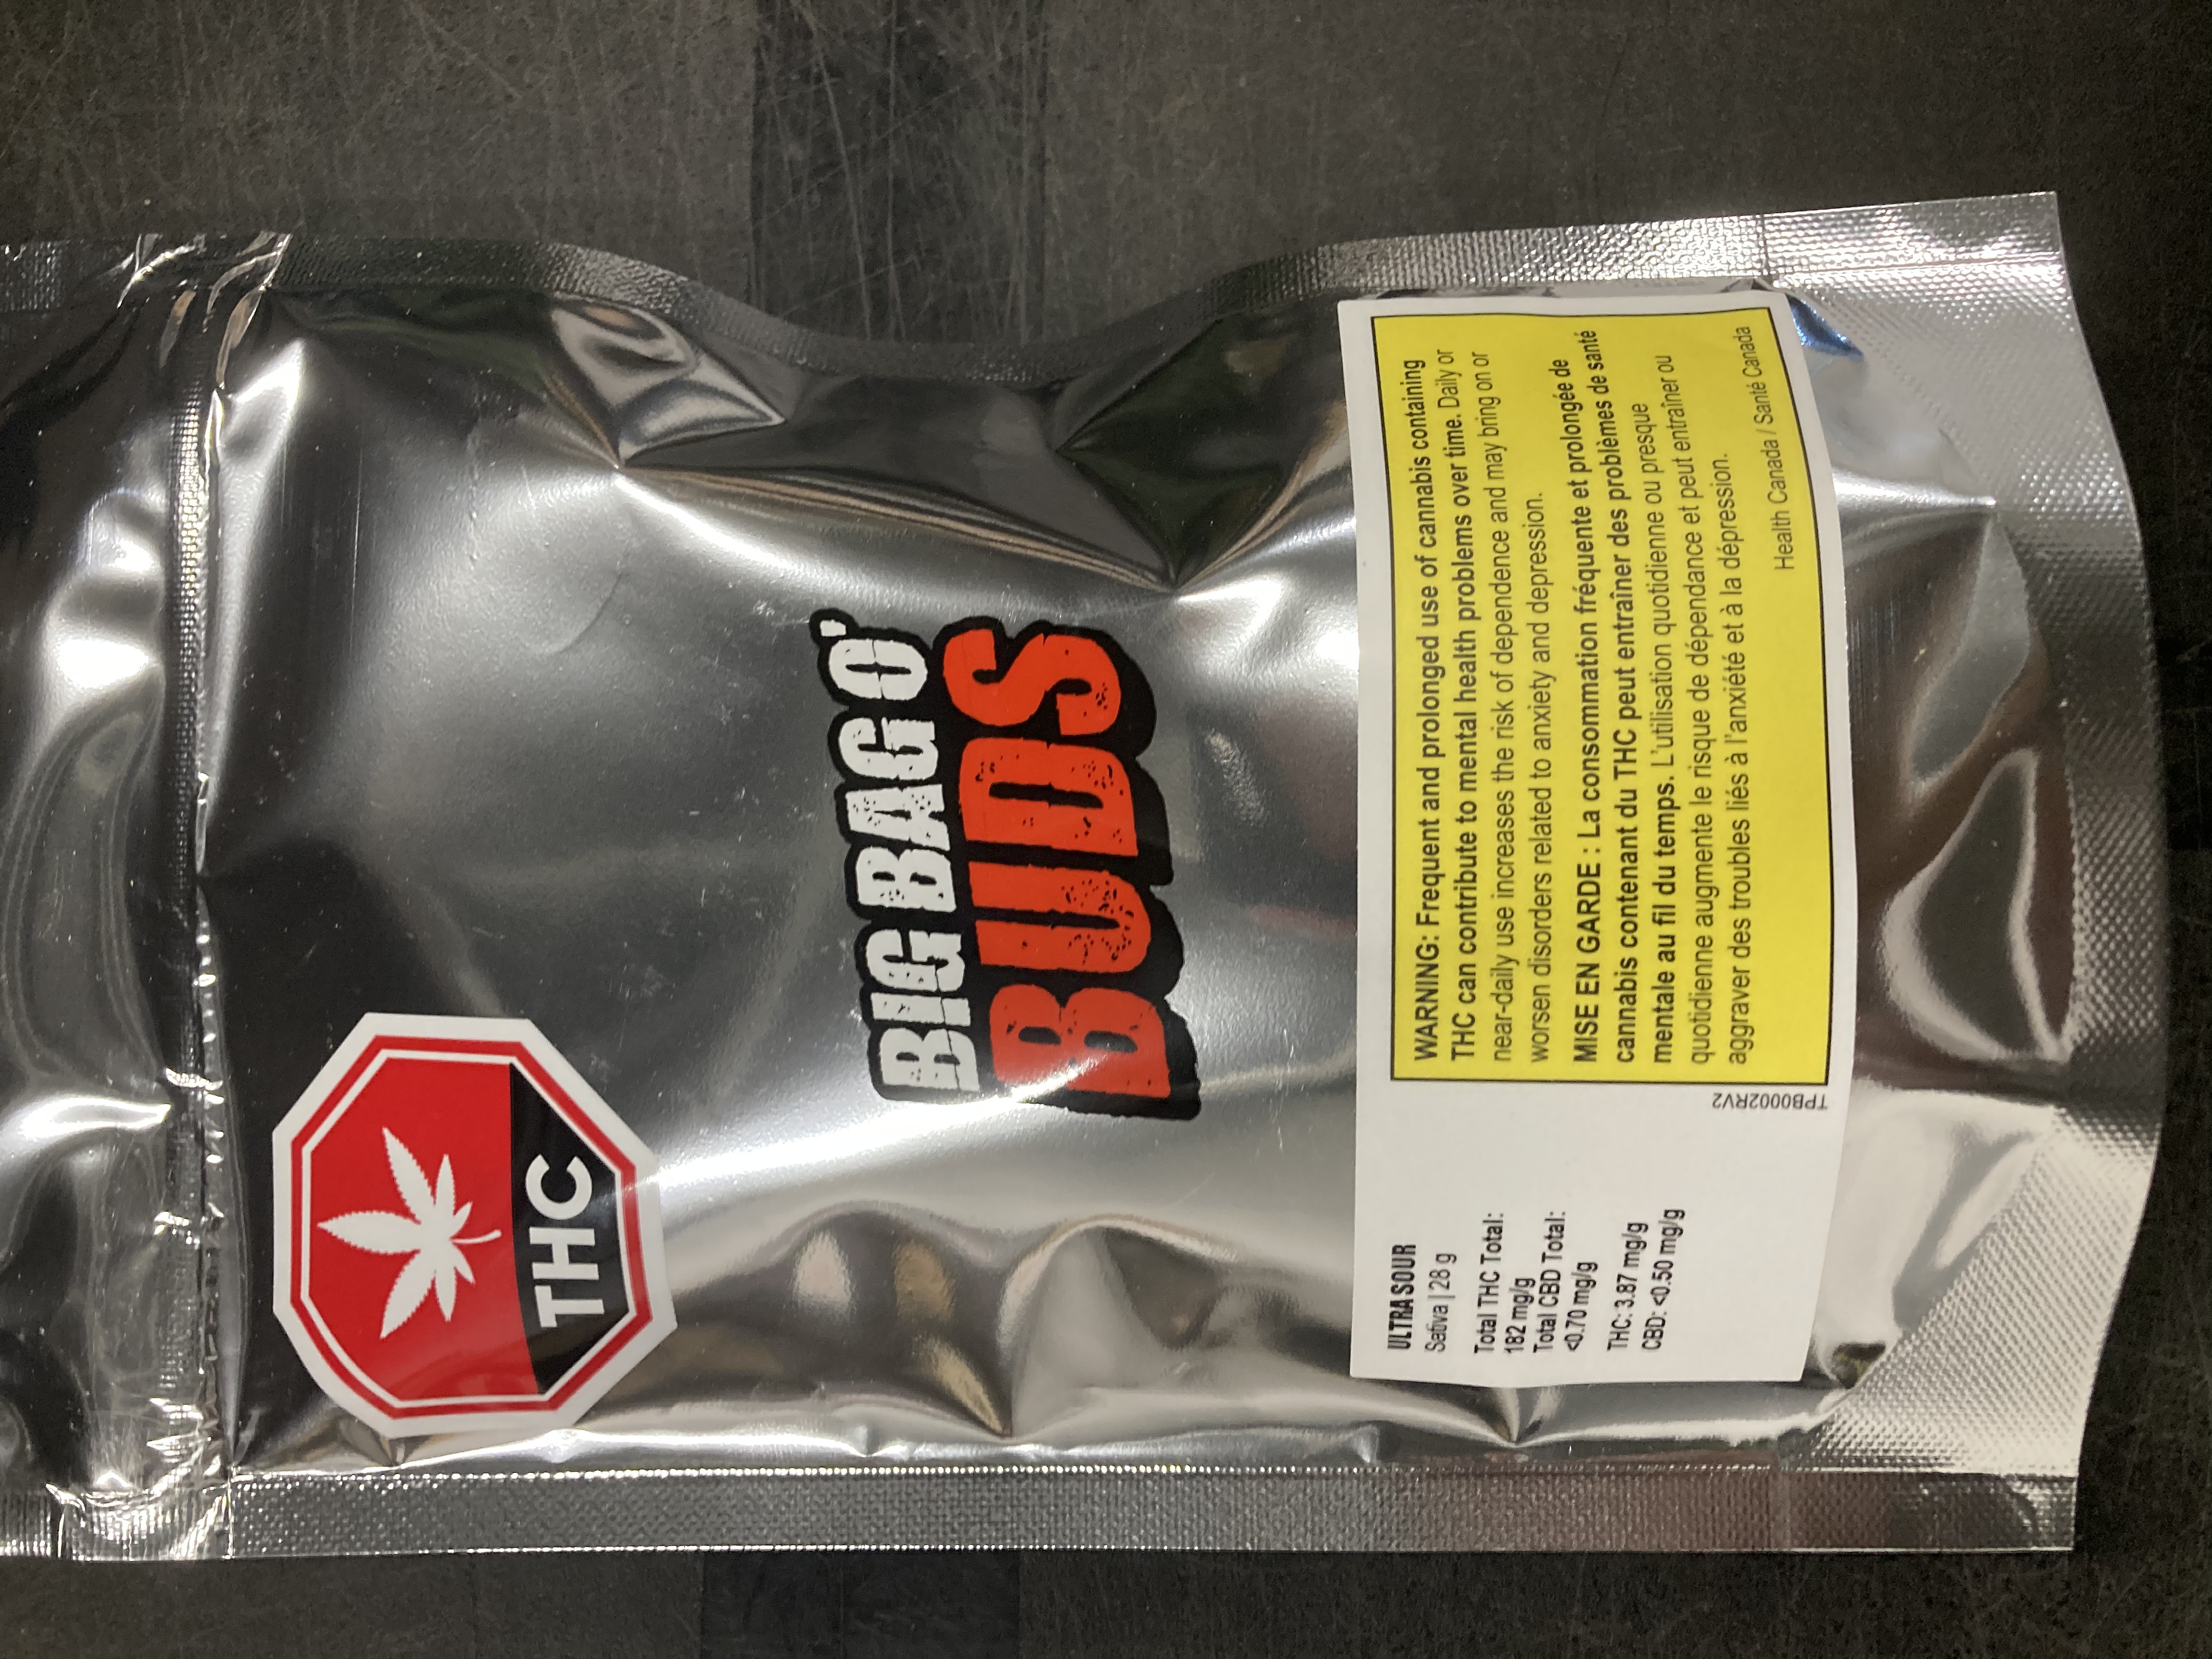 THC
BIG BAG O'
BUDS
ULTRA SOUR
Sativa | 28 g
Total THC Total:
182 mg/g
Total CBD Total:
<0.70 mg/g
THC: 3.87 mg/g
CBD: <0.50 mg/g
TPB0002RV2
WARNING: Frequent and prolonged use of cannabis containing
THC can contribute to mental health problems over time. Daily or
near-daily use increases the risk of dependence and may bring on or
worsen disorders related to anxiety and depression.
MISE EN GARDE : La consommation fréquente et prolongée de
cannabis contenant du THC peut entraîner des problèmes de santé
mentale au fil du temps. L'utilisation quotidienne ou presque
quotidienne augmente le risque de dépendance et peut entraîner ou
aggraver des troubles liés à l'anxiété et à la dépression.
Health Canada / Santé Canada